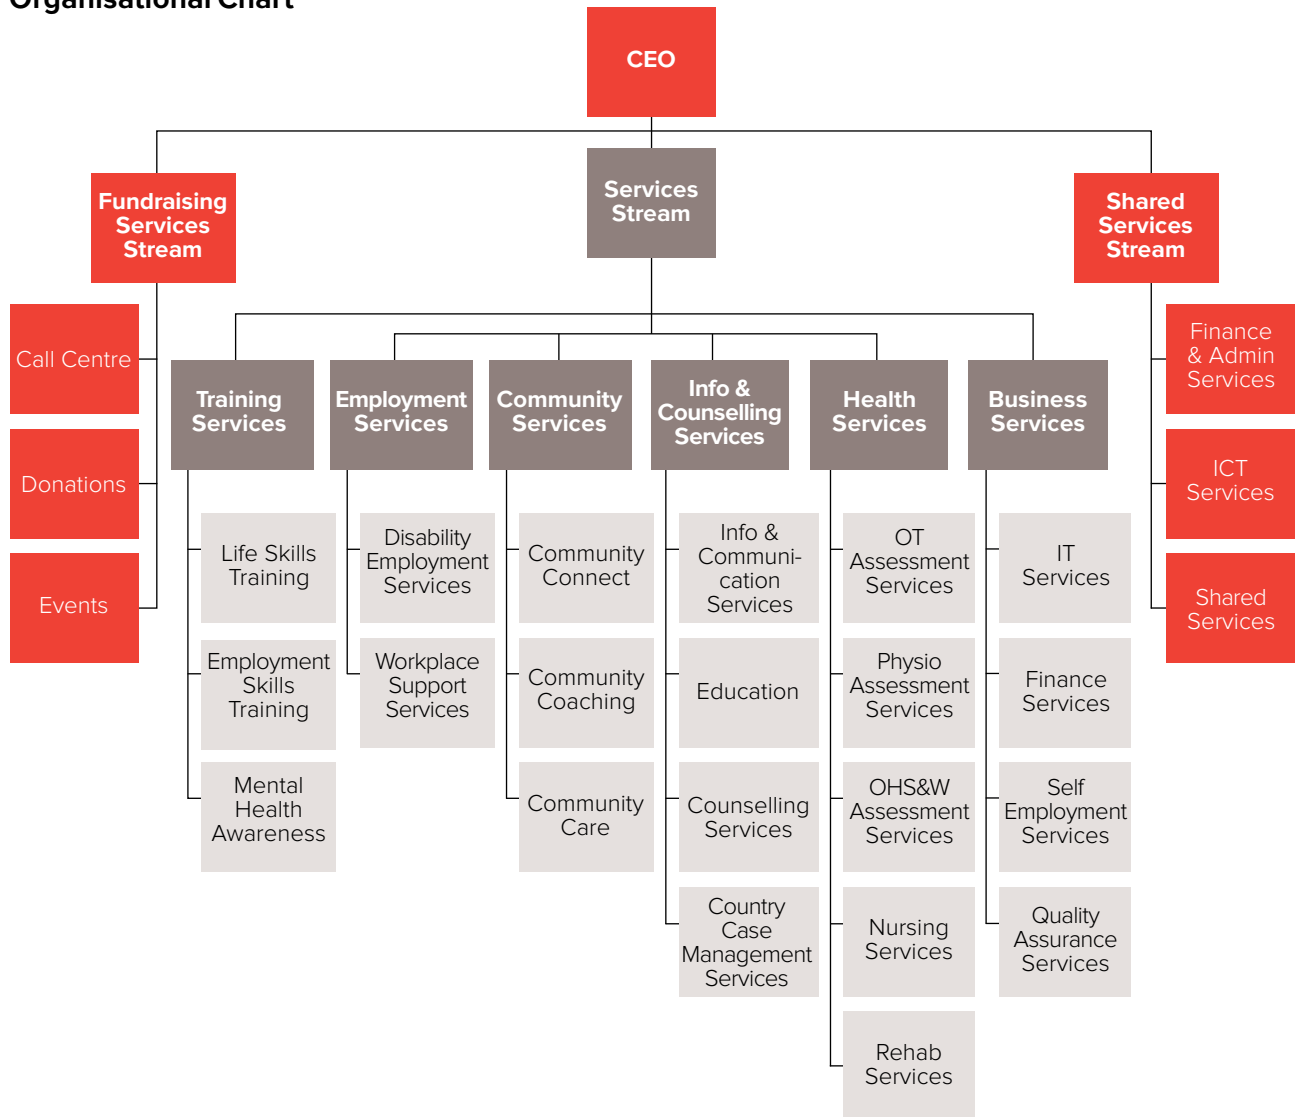 Organisational Chart
CEO
Fundraising
Services
Stream
Services
Stream
Shared
Services
Stream
Call Centre
Donations
Events
Finance
& Admin
Services
ICT
Services
Shared
Services
Training
Services
Employment
Services
Community
Services
Info &
Counselling
Services
Health
Services
Business
Services
Life Skills
Training
Employment
Skills
Training
Mental
Health
Awareness
Disability
Employment
Services
Workplace
Support
Services
Community
Connect
Community
Coaching
Community
Care
Info &
Communi-
cation
Services
Education
Counselling
Services
Country
Case
Management
Services
OT
Assessment
Services
Physio
Assessment
Services
OHS&W
Assessment
Services
Nursing
Services
Rehab
Services
IT
Services
Finance
Services
Self
Employment
Services
Quality
Assurance
Services